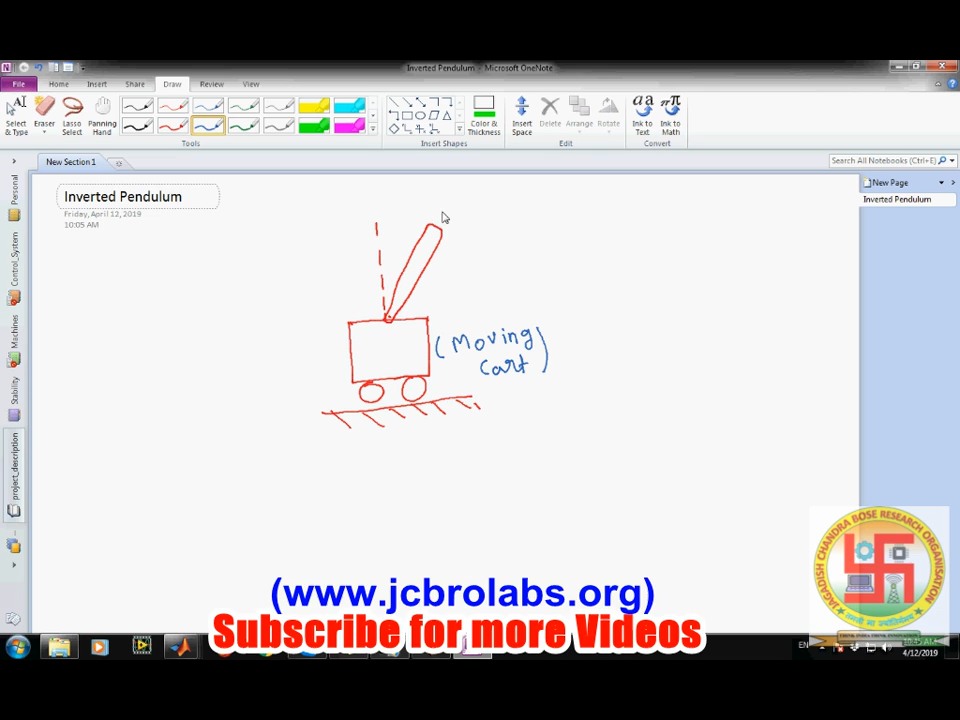 Inverted Pendulum - Microsoft OneNote
File Home Insert Share Draw Review View
Select & Type
Eraser
Lasso Select
Panning Hand
Color & Thickness
Insert Space
Delete
Arrange
Rotate
Ink to Text
Ink to Math
Tools
Insert Shapes
Edit
Convert
New Section 1
Search All Notebooks (Ctrl+E)
Personal
Control_System
Machines
Stability
project_description
New Page
Inverted Pendulum
Inverted Pendulum
Friday, April 12, 2019
10:05 AM
(Moving
Cart)
JAGADISH CHANDRA BOSE RESEARCH ORGANISATION
(www.jcbrolabs.org)
Subscribe for more Videos
EN
4/12/2019